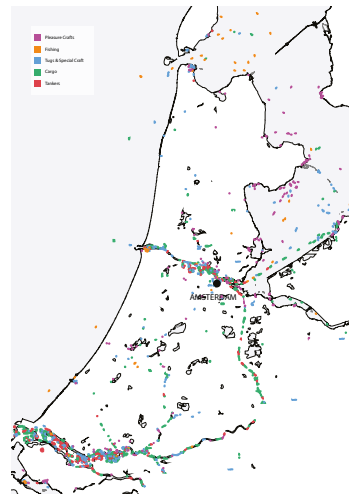 Pleasure Crafts
Fishing
Tugs & Special Craft
Cargo
Tankers
AMSTERDAM